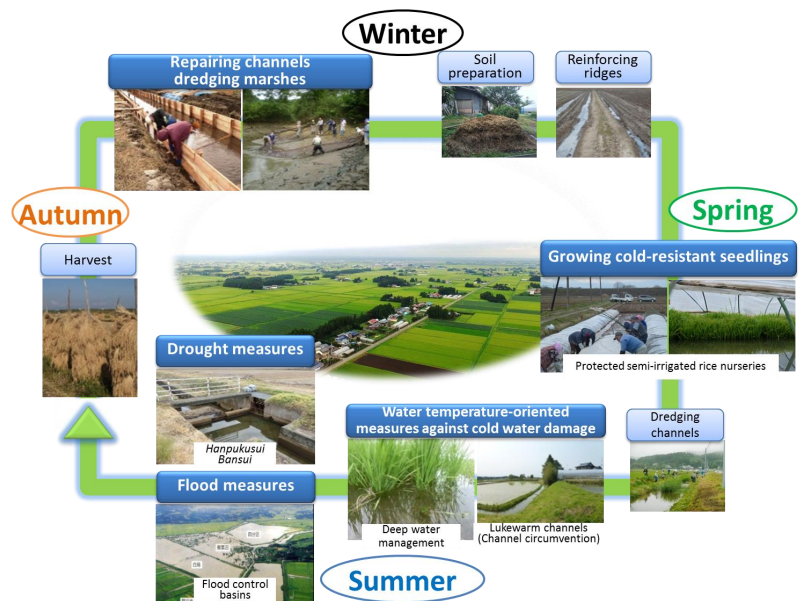 Winter
Repairing channels
dredging marshes
Soil
preparation
Reinforcing
ridges
Autumn
Spring
Harvest
Growing cold-resistant seedlings
Protected semi-irrigated rice nurseries
Drought measures
Hanpukusui
Bansui
Water temperature-oriented
measures against cold water damage
Dredging
channels
Deep water
management
Lukewarm channels
(Channel circumvention)
Flood measures
Flood control
basins
Summer